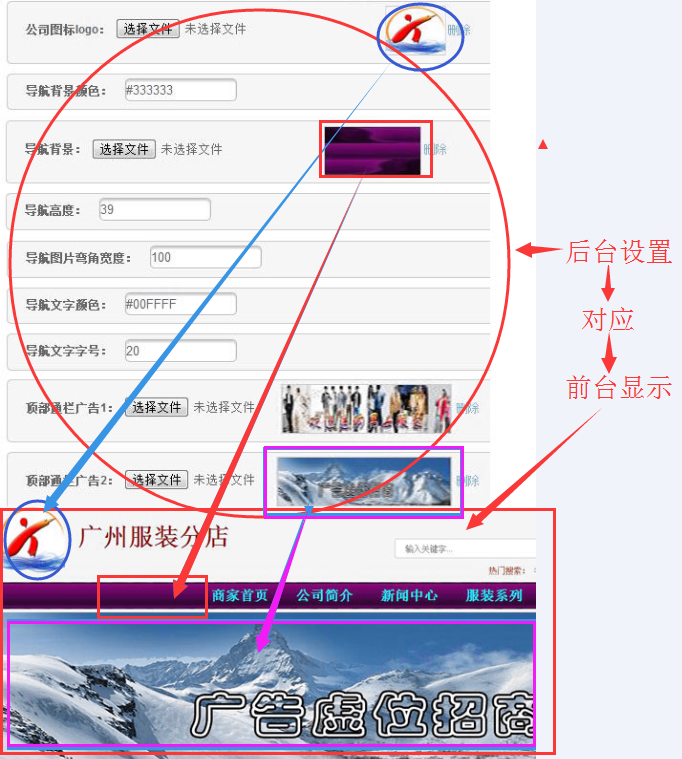 公司图标logo： 选择文件 未选择文件 删除
导航背景颜色： #333333
导航背景： 选择文件 未选择文件 删除
导航高度： 39
后台设置
导航图片弯角宽度： 100
导航文字颜色： #00FFFF
对应
导航文字字号： 20
前台显示
顶部通栏广告1： 选择文件 未选择文件 删除
顶部通栏广告2： 选择文件 未选择文件 删除
广告虚位招商
广州服装分店
输入关键字...
热门搜索：
商家首页 公司简介 新闻中心 服装系列
广告虚位招商